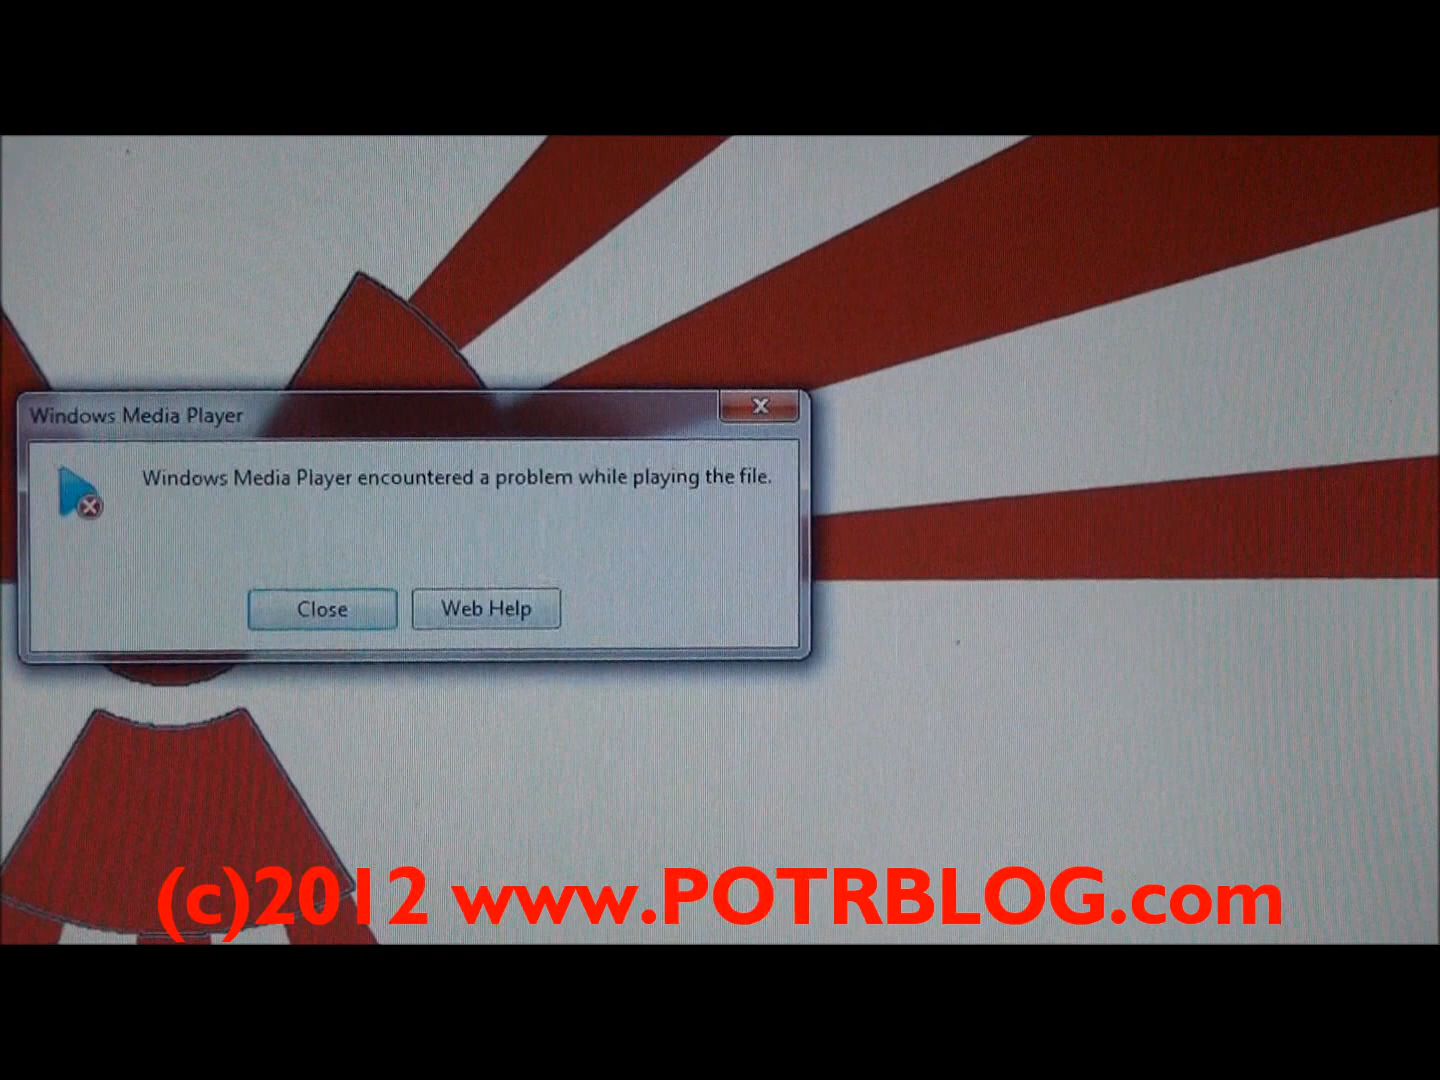 Windows Media Player
Windows Media Player encountered a problem while playing the file.
Close
Web Help
(c)2012 www.POTRBLOG.com